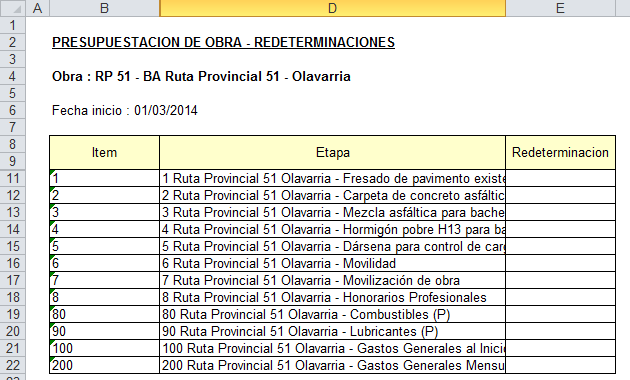 A B D E
1
2 PRESUPUESTACION DE OBRA - REDETERMINACIONES
3
4 Obra : RP 51 - BA Ruta Provincial 51 - Olavarria
5
6 Fecha inicio : 01/03/2014
7
8 Item Etapa Redeterminacion
9
11 1 1 Ruta Provincial 51 Olavarria - Fresado de pavimento existe
12 2 2 Ruta Provincial 51 Olavarria - Carpeta de concreto asfáltic
13 3 3 Ruta Provincial 51 Olavarria - Mezcla asfáltica para bache
14 4 4 Ruta Provincial 51 Olavarria - Hormigón pobre H13 para ba
15 5 5 Ruta Provincial 51 Olavarria - Dársena para control de carg
16 6 6 Ruta Provincial 51 Olavarria - Movilidad
17 7 7 Ruta Provincial 51 Olavarria - Movilización de obra
18 8 8 Ruta Provincial 51 Olavarria - Honorarios Profesionales
19 80 80 Ruta Provincial 51 Olavarria - Combustibles (P)
20 90 90 Ruta Provincial 51 Olavarria - Lubricantes (P)
21 100 100 Ruta Provincial 51 Olavarria - Gastos Generales al Inici
22 200 200 Ruta Provincial 51 Olavarria - Gastos Generales Mensu